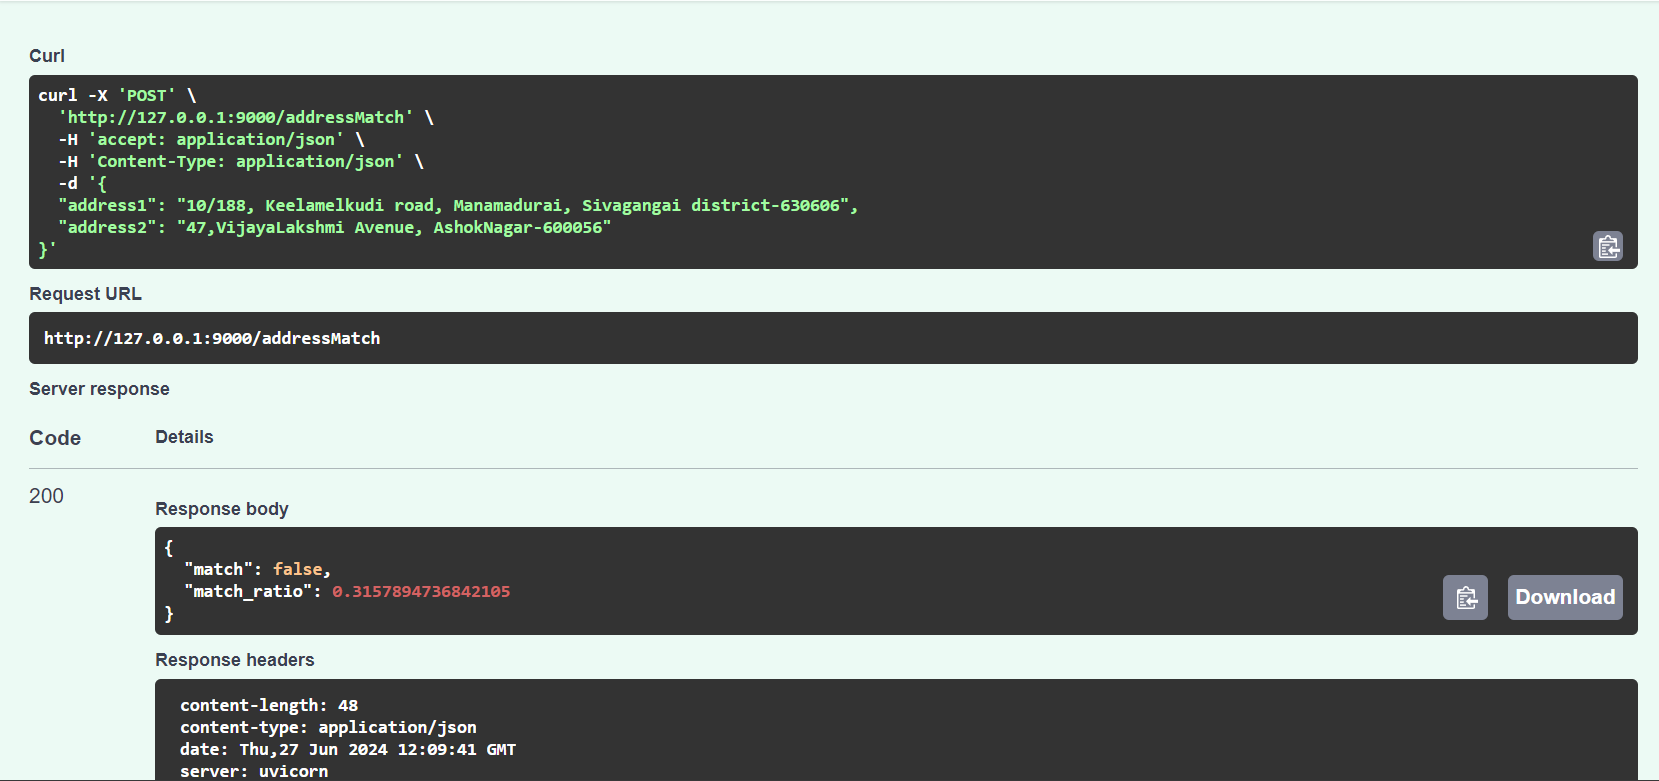 Curl
curl -X 'POST' \
'http://127.0.0.1:9000/addressMatch' \
-H 'accept: application/json' \
-H 'Content-Type: application/json' \
-d '{
"address1": "10/188, Keelamelkudi road, Manamadurai, Sivagangai district-630606",
"address2": "47,VijayaLakshmi Avenue, AshokNagar-600056"
}'
Request URL
http://127.0.0.1:9000/addressMatch
Server response
Code Details
200
Response body
{
"match": false,
"match_ratio": 0.3157894736842105
}
Download
Response headers
content-length: 48
content-type: application/json
date: Thu,27 Jun 2024 12:09:41 GMT
server: uvicorn